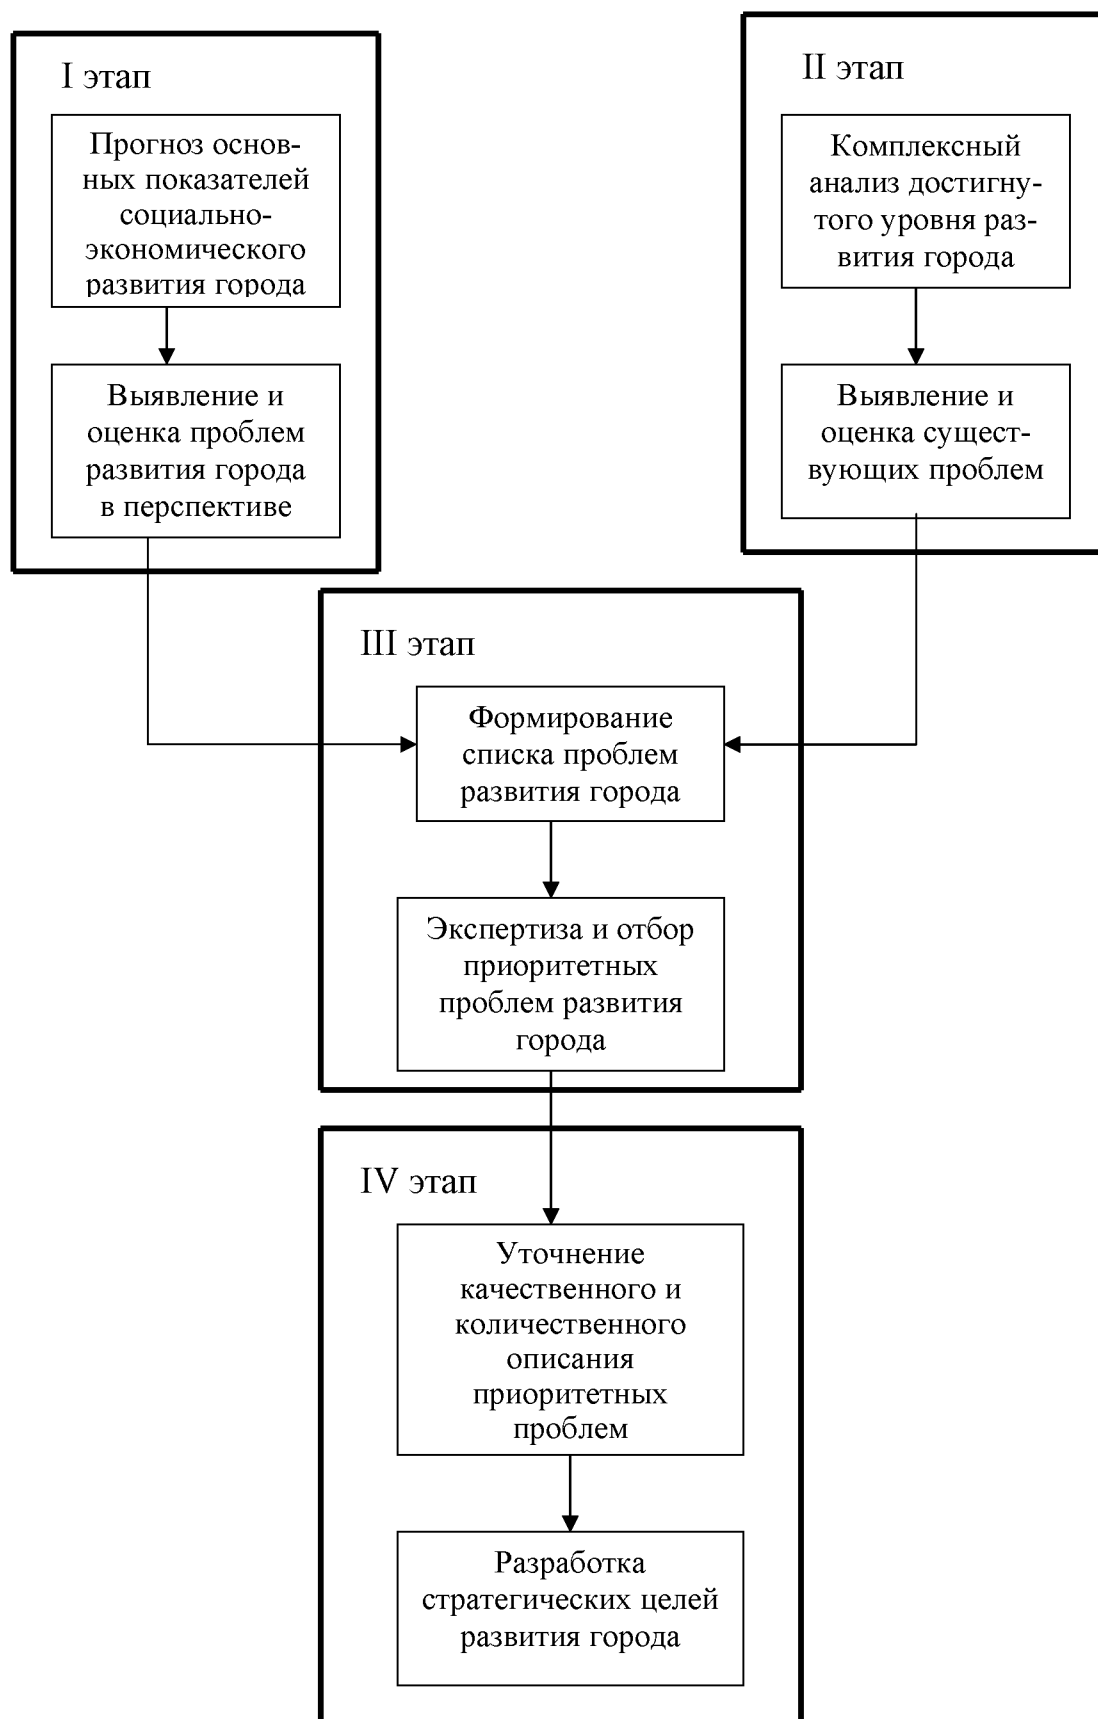 I этап
Прогноз основ-
ных показателей
социально-
экономического
развития города
Выявление и
оценка проблем
развития города
в перспективе
II этап
Комплексный
анализ достигну-
того уровня раз-
вития города
Выявление и
оценка сущест-
вующих проблем
III этап
Формирование
списка проблем
развития города
Экспертиза и отбор
приоритетных
проблем развития
города
IV этап
Уточнение
качественного и
количественного
описания
приоритетных
проблем
Разработка
стратегических целей
развития города